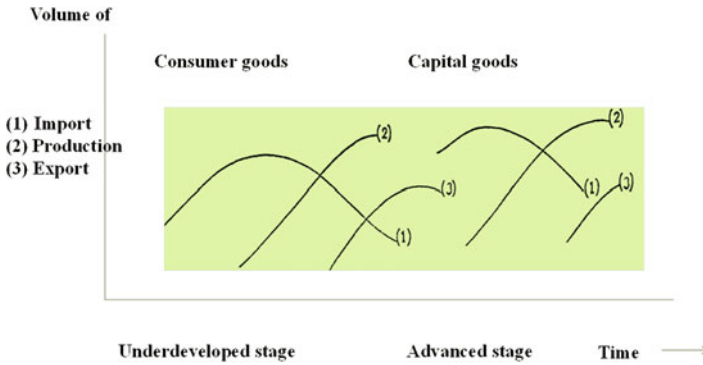 Volume of
Consumer goods
Capital goods
(1) Import
(2) Production
(3) Export
(2)
(3)
(1)
(2)
(1)
(3)
Underdeveloped stage
Advanced stage
Time